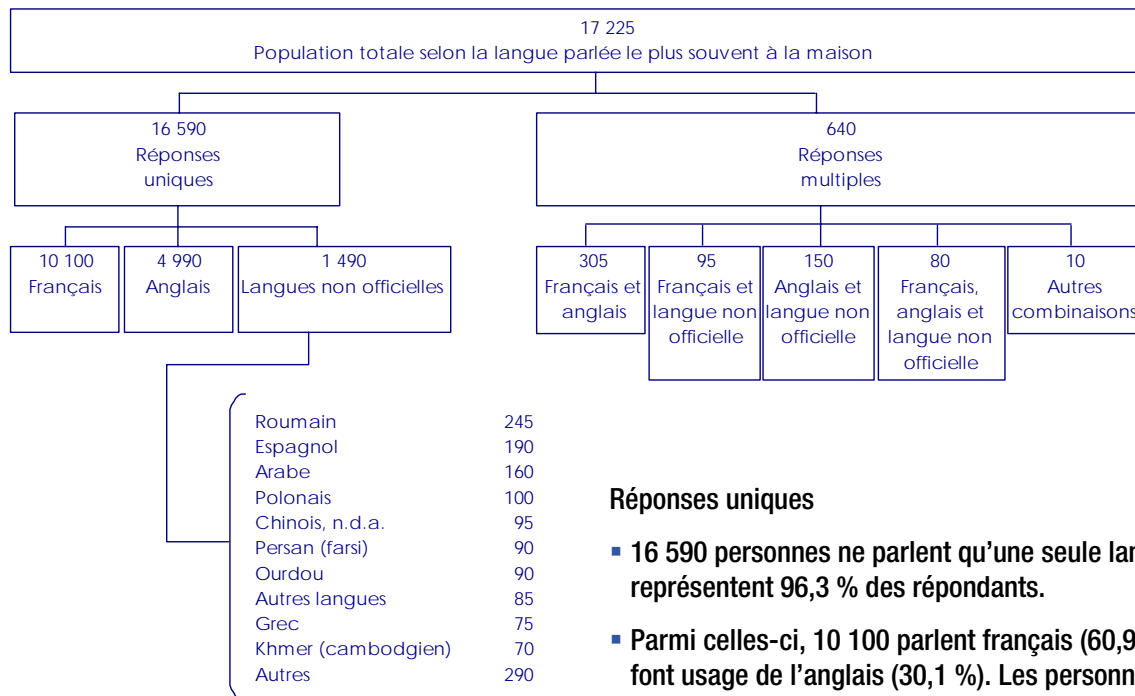 17 225
Population totale selon la langue parlée le plus souvent à la maison
16 590
Réponses
uniques
640
Réponses
multiples
10 100
Français
4 990
Anglais
1 490
Langues non officielles
305
Français et
anglais
95
Français et
langue non
officielle
150
Anglais et
langue non
officielle
80
Français,
anglais et
langue non
officielle
10
Autres
combinaisons
Roumain 245
Espagnol 190
Arabe 160
Polonais 100
Chinois, n.d.a. 95
Persan (farsi) 90
Ourdou 90
Autres langues 85
Grec 75
Khmer (cambodgien) 70
Autres 290
Réponses uniques
▪ 16 590 personnes ne parlent qu’une seule
représentent 96,3 % des répondants.
▪ Parmi celles-ci, 10 100 parlent français (60,9
font usage de l’anglais (30,1 %). Les